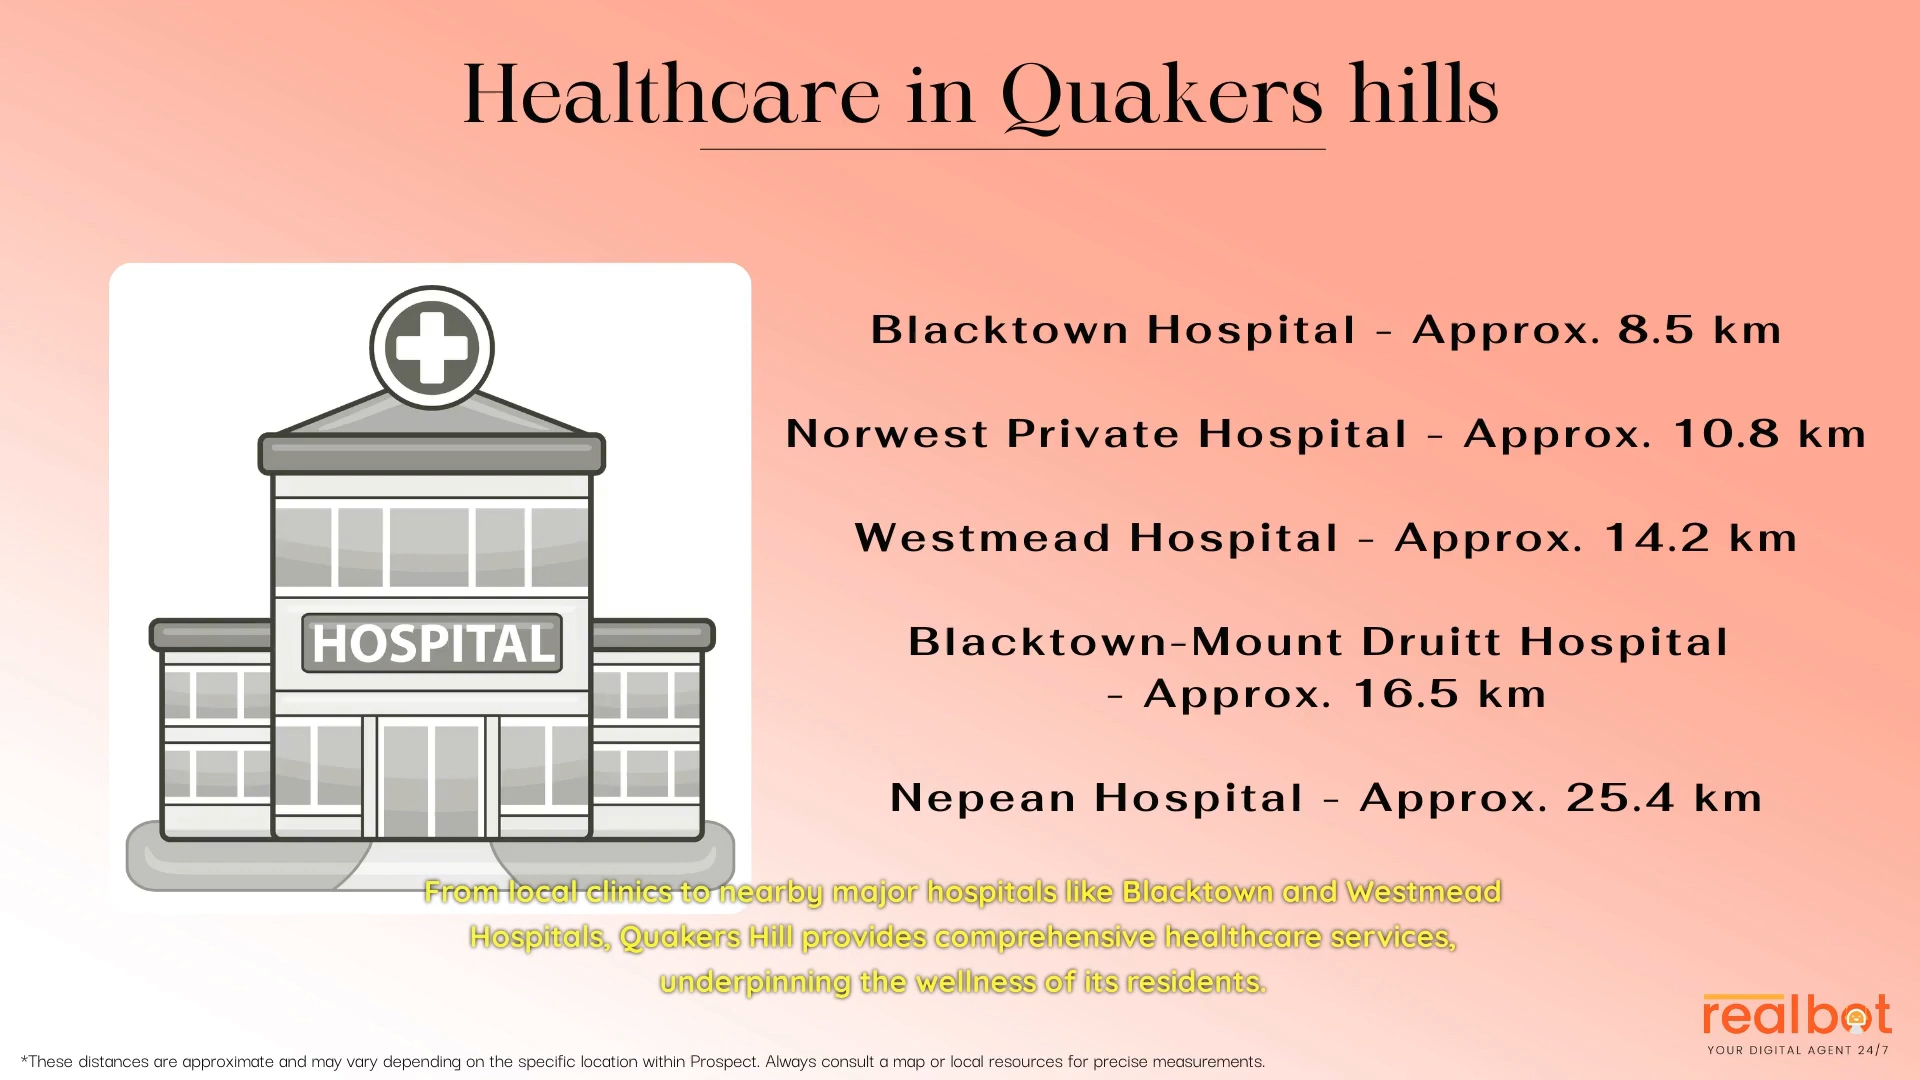 Healthcare in Quakers hills
HOSPITAL
Blacktown Hospital - Approx. 8.5 km
Norwest Private Hospital - Approx. 10.8 km
Westmead Hospital - Approx. 14.2 km
Blacktown-Mount Druitt Hospital
- Approx. 16.5 km
Nepean Hospital - Approx. 25.4 km
From local clinics to nearby major hospitals like Blacktown and Westmead
Hospitals, Quakers Hill provides comprehensive healthcare services,
underpinning the wellness of its residents.
realbot
YOUR DIGITAL AGENT 24/7
*These distances are approximate and may vary depending on the specific location within Prospect. Always consult a map or local resources for precise measurements.